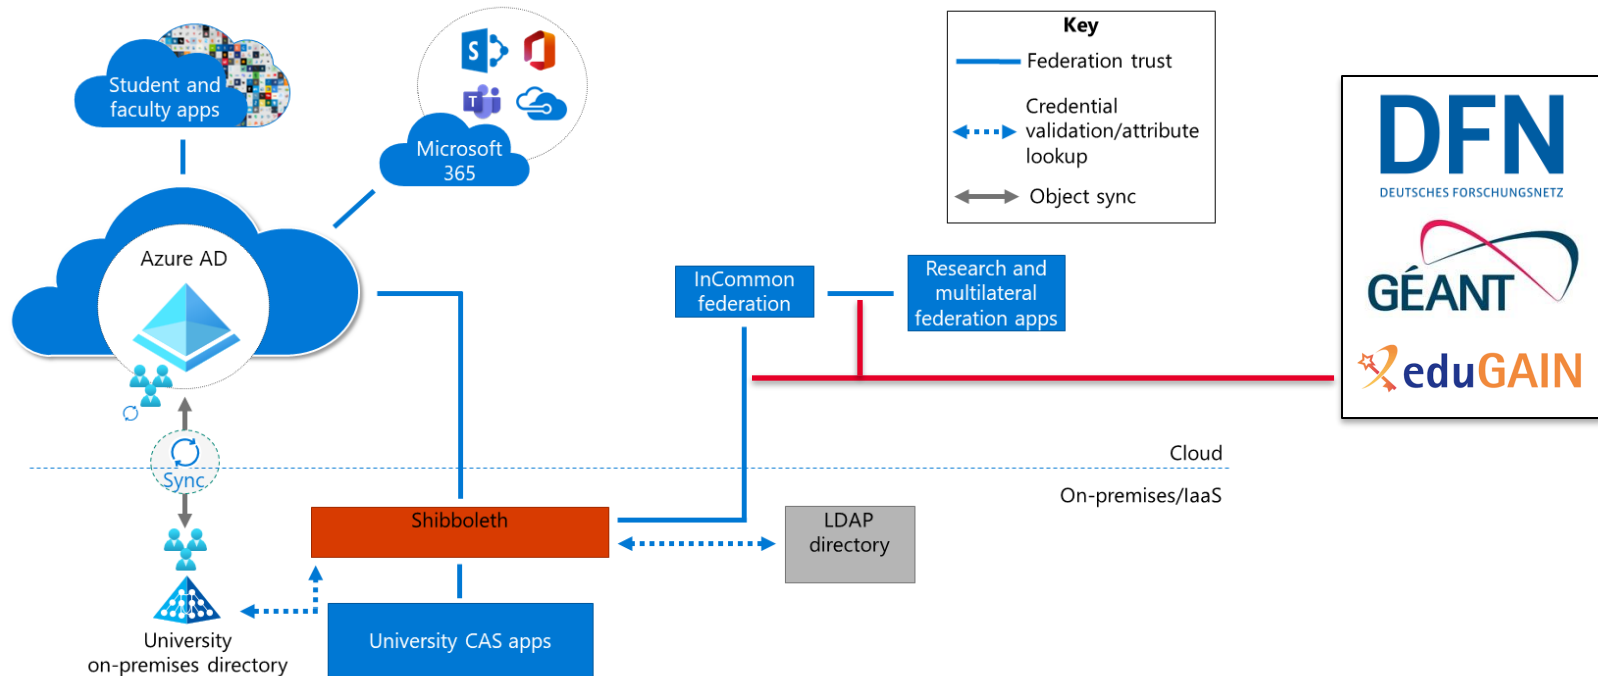 Student and
faculty apps
S
T
Microsoft
365
Key
Federation trust
Credential
validation/attribute
lookup
Object sync
DFN
DEUTSCHES FORSCHUNGSNETZ
GÉANT
eduGAIN
Azure AD
InCommon
federation
Research and
multilateral
federation apps
Sync
Cloud
On-premises/IaaS
Shibboleth
LDAP
directory
University CAS apps
University
on-premises directory